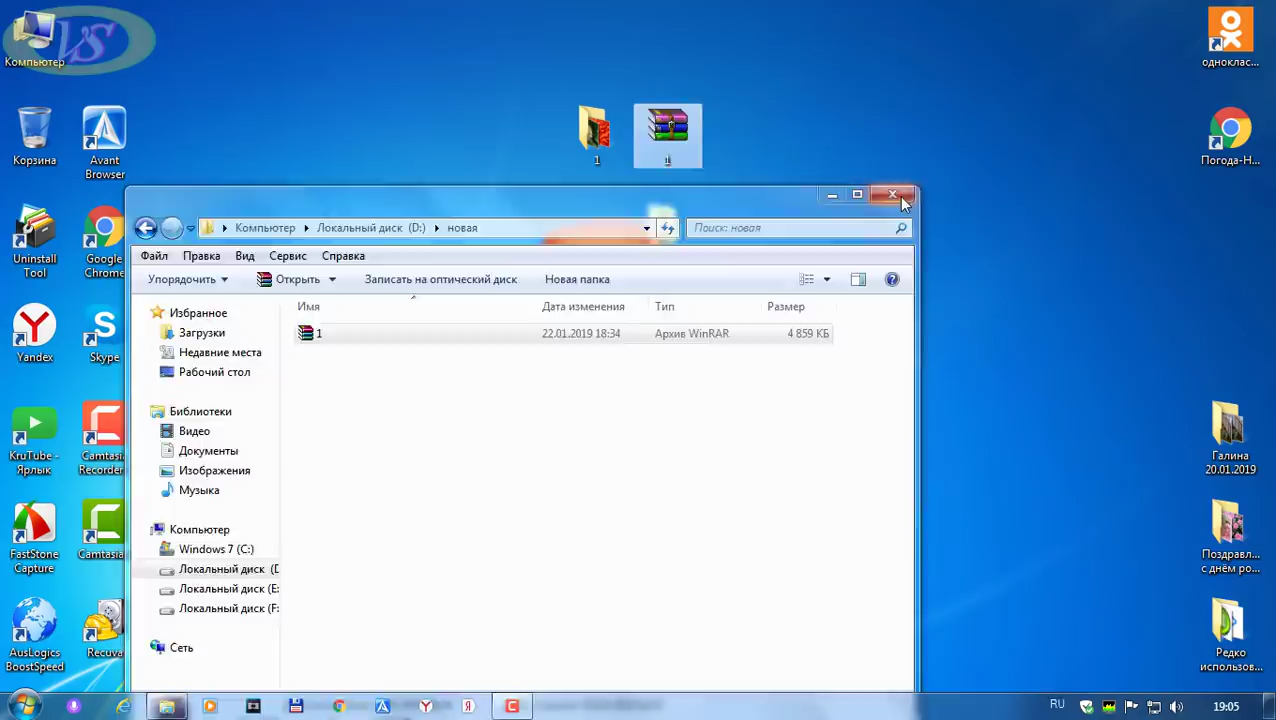 VS
Компьютер
одноклас...
1
1
Корзина
Avant
Browser
Погода-Н...
Компьютер
Локальный диск (D:)
новая
Поиск: новая
Файл
Правка
Вид
Сервис
Справка
Uninstall
Tool
Google
Chrome
Упорядочить
Открыть
Записать на оптический диск
Новая папка
Имя
Дата изменения
Тип
Размер
1
22.01.2019 18:34
Архив WinRAR
4 859 КБ
Избранное
Загрузки
Недавние места
Рабочий стол
Yandex
Skype
Библиотеки
Видео
Документы
Изображения
Музыка
KruTube -
Ярлык
Camtasia
Recorder
Галина
20.01.2019
Компьютер
Windows 7 (C:)
Локальный диск (D
Локальный диск (E:
Локальный диск (F:
FastStone
Capture
Camtasia
Поздравл...
с днём ро...
Сеть
AusLogics
BoostSpeed
Recuva
Редко
использов...
RU
19:05